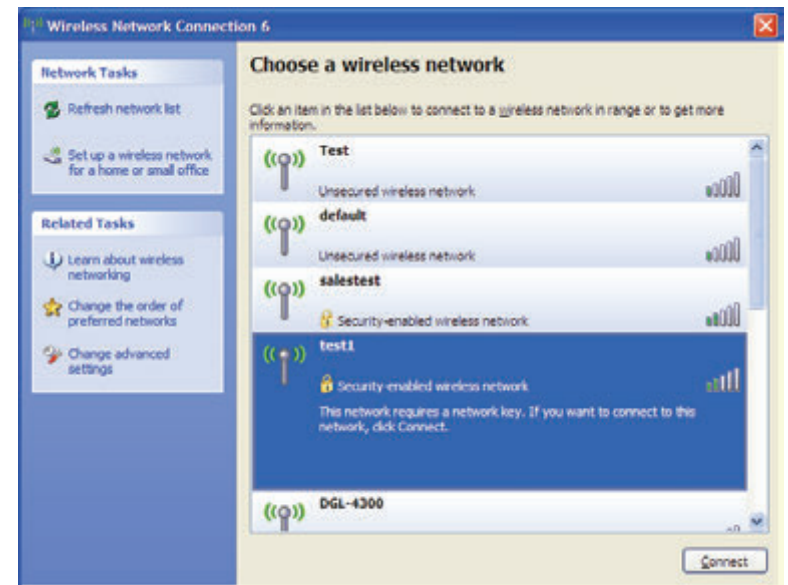 Wireless Network Connection 6
Network Tasks
Refresh network list
Set up a wireless network
for a home or small office
Related Tasks
Learn about wireless
networking
Change the order of
preferred networks
Change advanced
settings
Choose a wireless network
Click an item in the list below to connect to a wireless network in range or to get more
information.
Test
Unsecured wireless network
default
Unsecured wireless network
salestest
Security-enabled wireless network
test1
Security-enabled wireless network
This network requires a network key. If you want to connect to this
network, click Connect.
DGL-4300
Connect